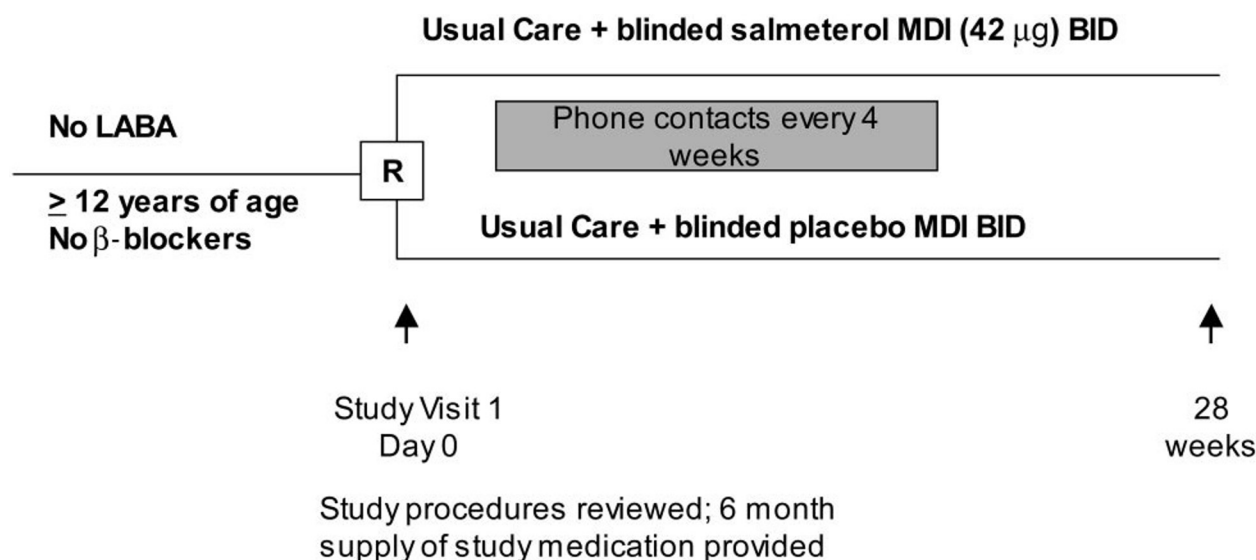 Usual Care + blinded salmeterol MDI (42 μg) BID
No LABA
Phone contacts every 4
weeks
R
≥ 12 years of age
No β-blockers
Usual Care + blinded placebo MDI BID
Study Visit 1
Day 0
28
weeks
Study procedures reviewed; 6 month
supply of study medication provided